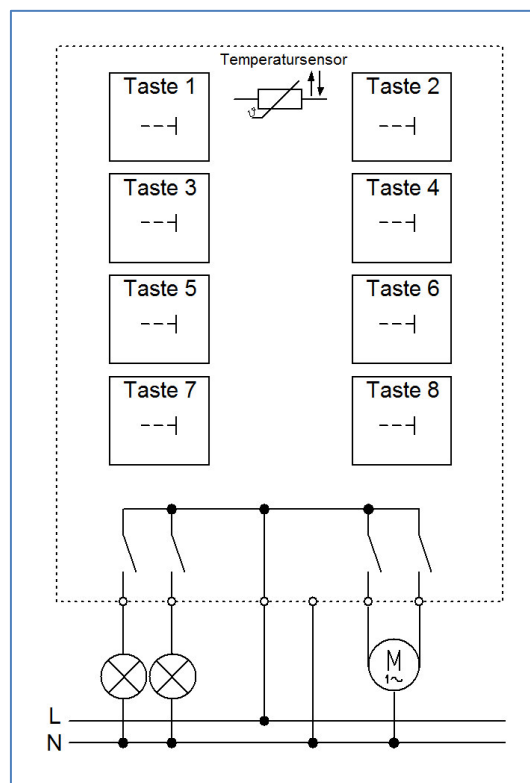 Temperatursensor
Taste 1
Taste 2
ϑ
Taste 3
Taste 4
Taste 5
Taste 6
Taste 7
Taste 8
M
1~
L
N